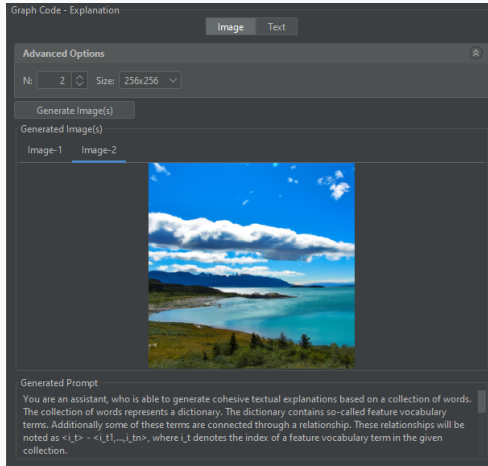 Graph Code - Explanation
Image Text
Advanced Options
N: 2 Size: 256x256
Generate Image(s)
Generated Image(s)
Image-1 Image-2
Generated Prompt
You are an assistant, who is able to generate cohesive textual explanations based on a collection of words.
The collection of words represents a dictionary. The dictionary contains so-called feature vocabulary
terms. Additionally some of these terms are connected through a relationship. These relationships will be
noted as <i_t> - <i_t1,...,i_tn>, where i_t denotes the index of a feature vocabulary term in the given
collection.